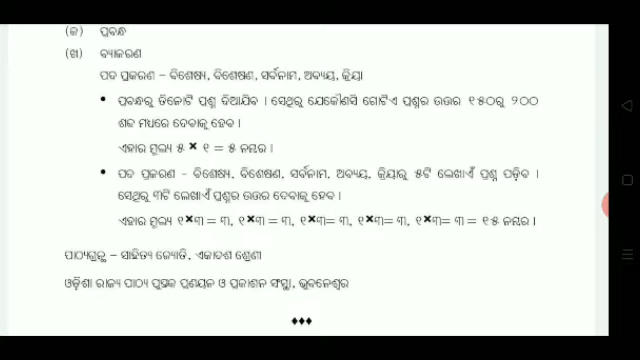 (କ) ପ୍ରବନ୍ଧ
(ଖ) ବ୍ୟାକରଣ
ପଦ ପ୍ରକରଣ – ବିଶେଷ୍ୟ, ବିଶେଷଣ, ସର୍ବନାମ, ଅବ୍ୟୟ, କ୍ରିୟା
• ପ୍ରବନ୍ଧରୁ ତିନୋଟି ପ୍ରଶ୍ନ ଦିଆଯିବ । ସେଥିରୁ ଯେକୌଣସି ଗୋଟିଏ ପ୍ରଶ୍ନର ଉତ୍ତର ୧୫୦ରୁ ୨୦୦
ଶବ୍ଦ ମଧ୍ୟରେ ଦେବାକୁ ହେବ ।
ଏହାର ମୂଲ୍ୟ ୫ × ୧ = ୫ ନମ୍ବର ।
• ପଦ ପ୍ରକରଣ – ବିଶେଷ୍ୟ, ବିଶେଷଣ, ସର୍ବନାମ, ଅବ୍ୟୟ, କ୍ରିୟାରୁ ୫ଟି ଲେଖାଏଁ ପ୍ରଶ୍ନ ପଡ଼ିବ ।
ସେଥିରୁ ୩ଟି ଲେଖାଏଁ ପ୍ରଶ୍ନର ଉତ୍ତର ଦେବାକୁ ହେବ ।
ଏହାର ମୂଲ୍ୟ ୧×୩ = ୩, ୧×୩ = ୩, ୧×୩= ୩, ୧×୩= ୩, ୧×୩= ୩ = ୧୫ ନମ୍ବର ।
ପାଠ୍ୟଗ୍ରନ୍ଥ – ସାହିତ୍ୟ ଜ୍ୟୋତି, ଏକାଦଶ ଶ୍ରେଣୀ
ଓଡ଼ିଶା ରାଜ୍ୟ ପାଠ୍ୟ ପୁସ୍ତକ ପ୍ରଣୟନ ଓ ପ୍ରକାଶନ ସଂସ୍ଥା, ଭୁବନେଶ୍ୱର